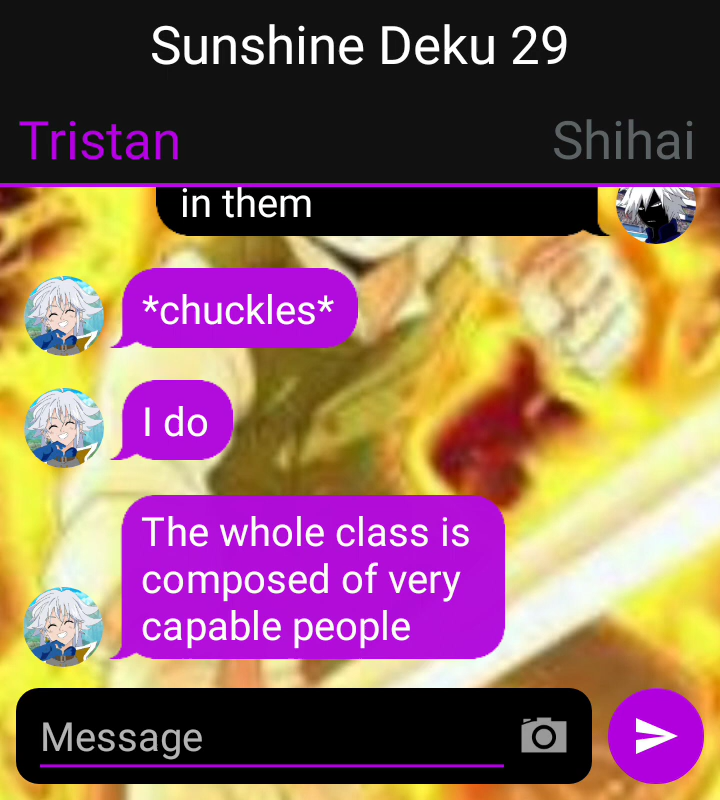 Sunshine Deku 29
Tristan
Shihai
in them
*chuckles*
I do
The whole class is
composed of very
capable people
Message